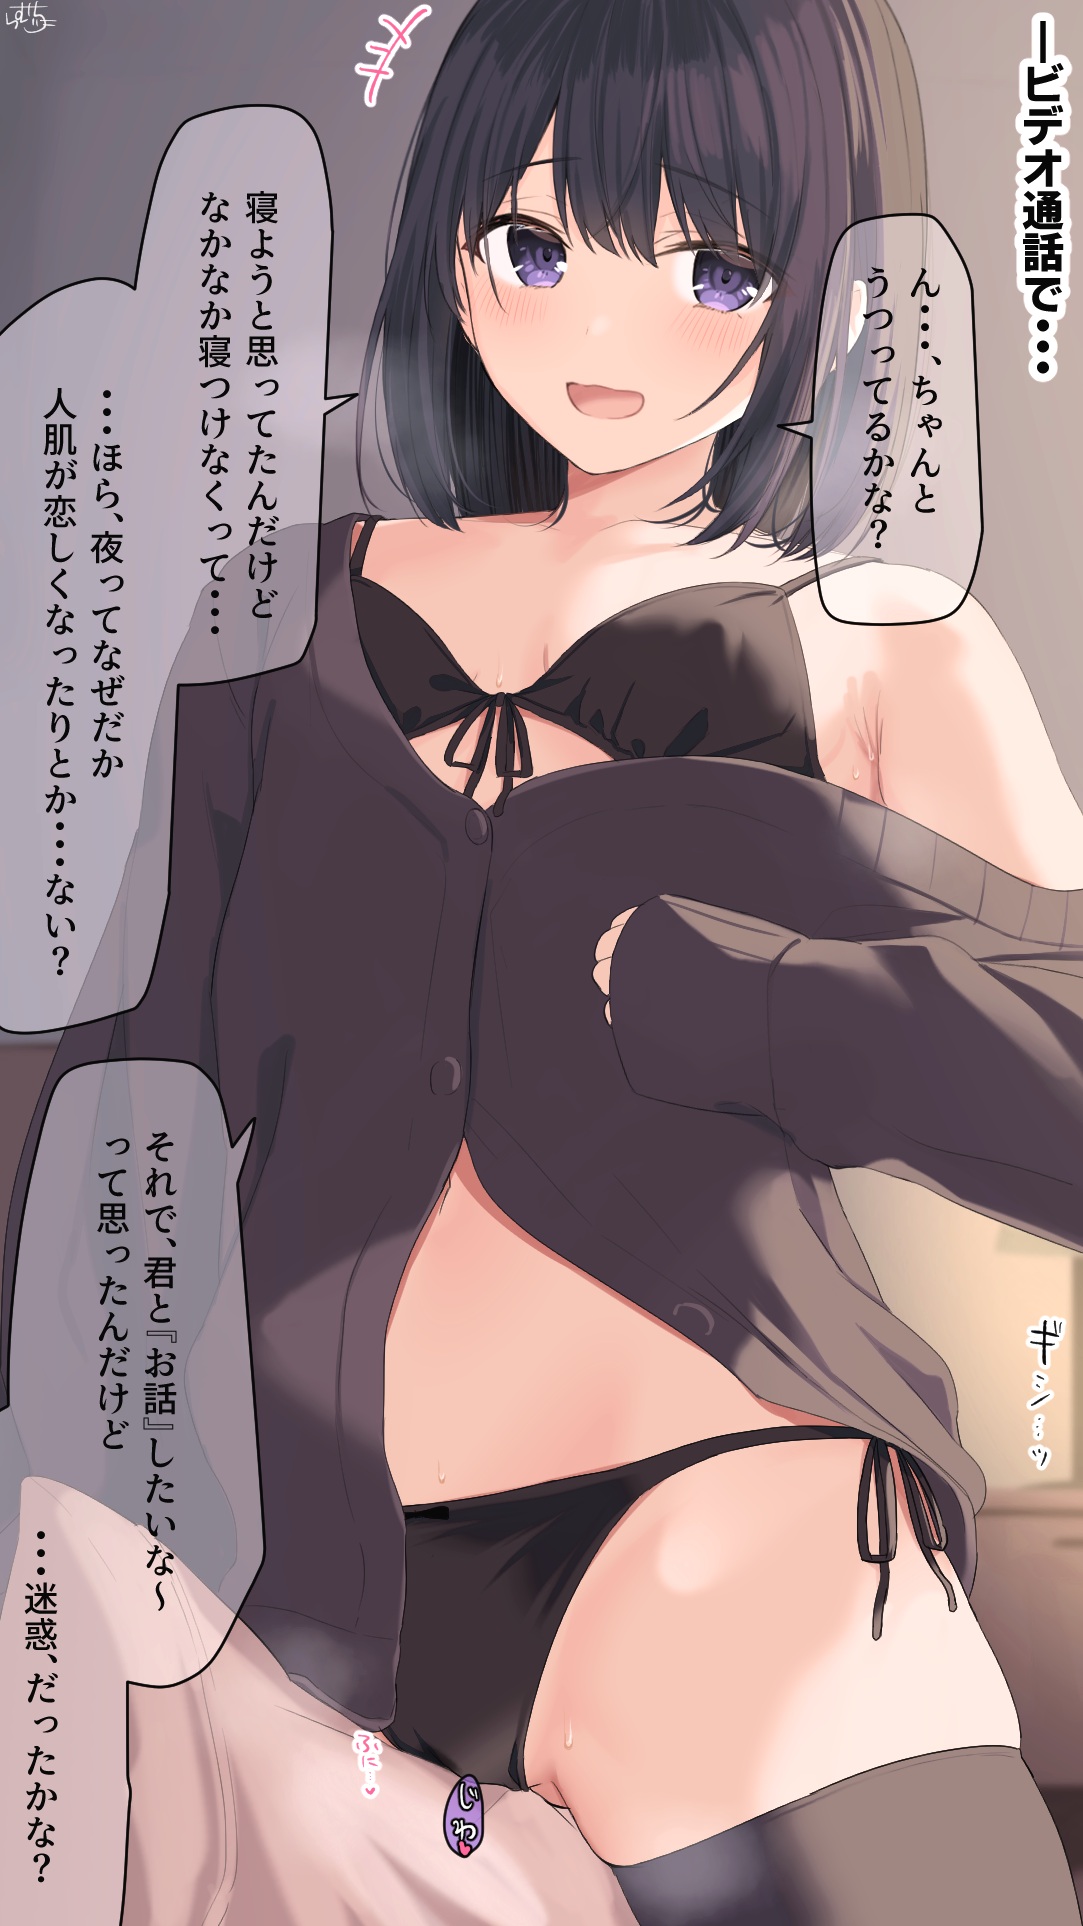 ービデオ通話で・・・
ん・・・、ちゃんと
うつってるかな？
寝ようと思ってたんだけど
なかなか寝つけなくって・・・
・・・ほら、夜ってなぜだか
人肌が恋しくなったりとか・・・ない？
それで、君と『お話』したいな～
って思ったんだけど
・・・迷惑、だったかな？
ギシ…ッ
ふに…♥
じわ♥